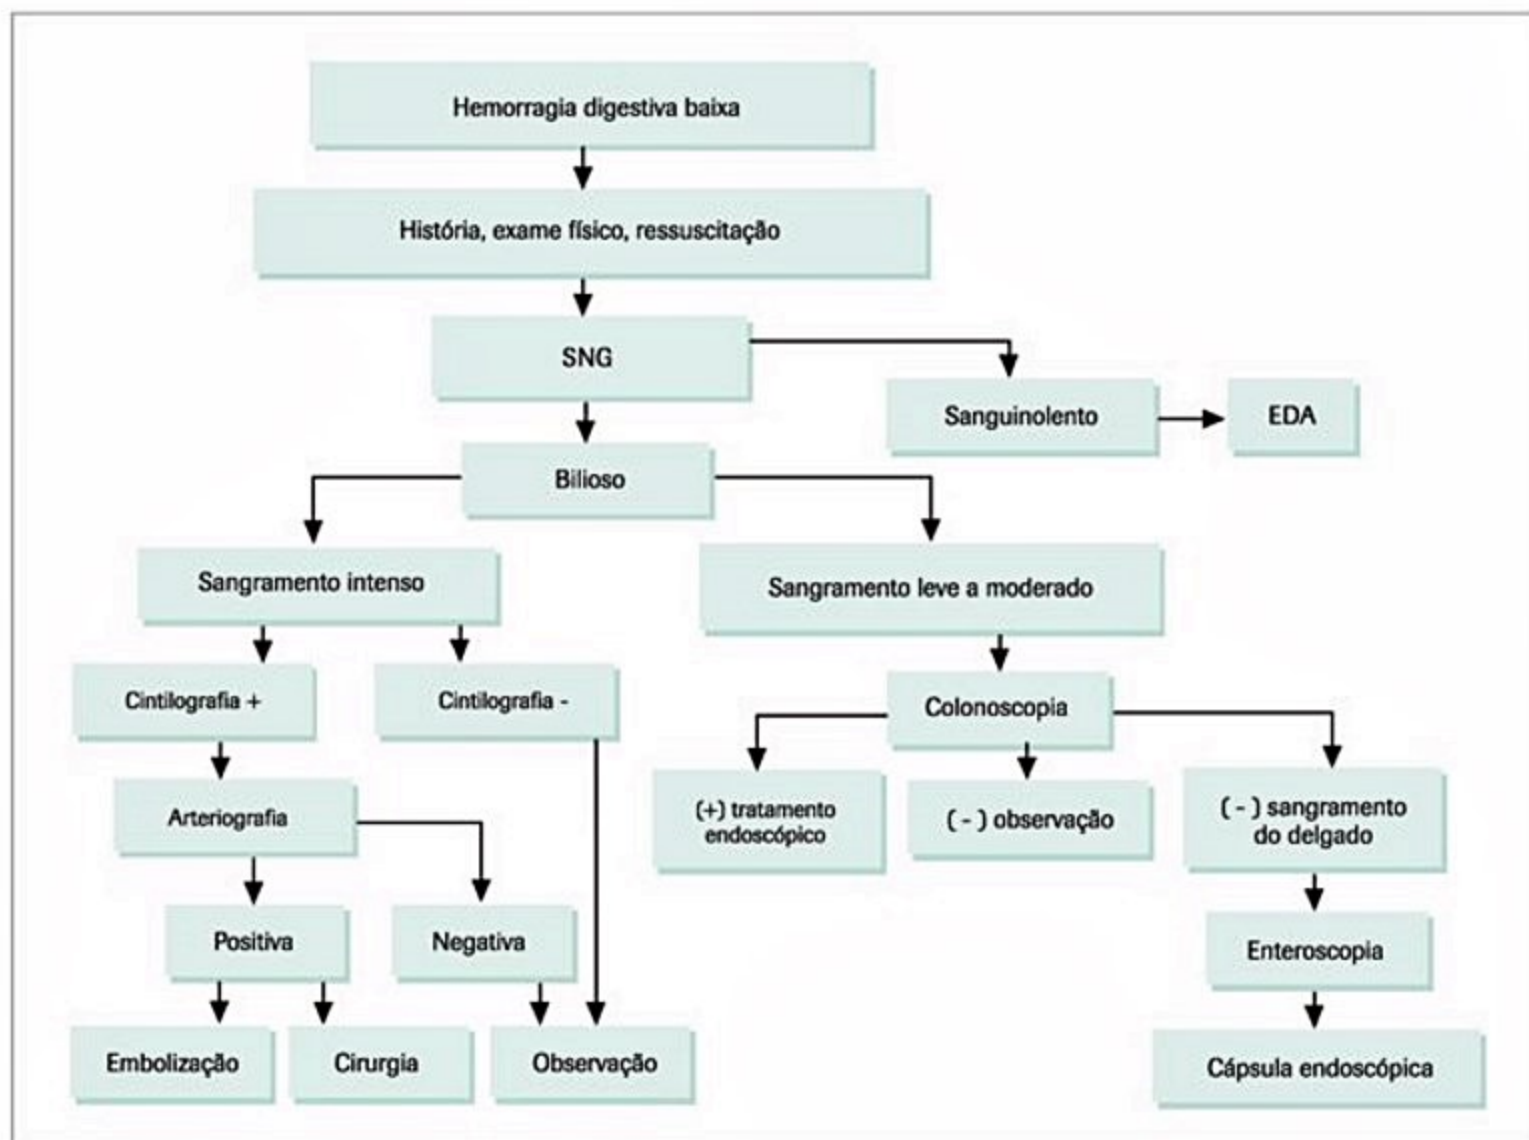 Hemorragia digestiva baixa
História, exame físico, ressuscitação
SNG
Sanguinolento
EDA
Bilioso
Sangramento intenso
Sangramento leve a moderado
Cintilografia +
Cintilografia -
Colonoscopia
Arteriografia
(+) tratamento
endoscópico
( - ) observação
( - ) sangramento
do delgado
Positiva
Negativa
Enteroscopia
Embolização
Cirurgia
Observação
Cápsula endoscópica